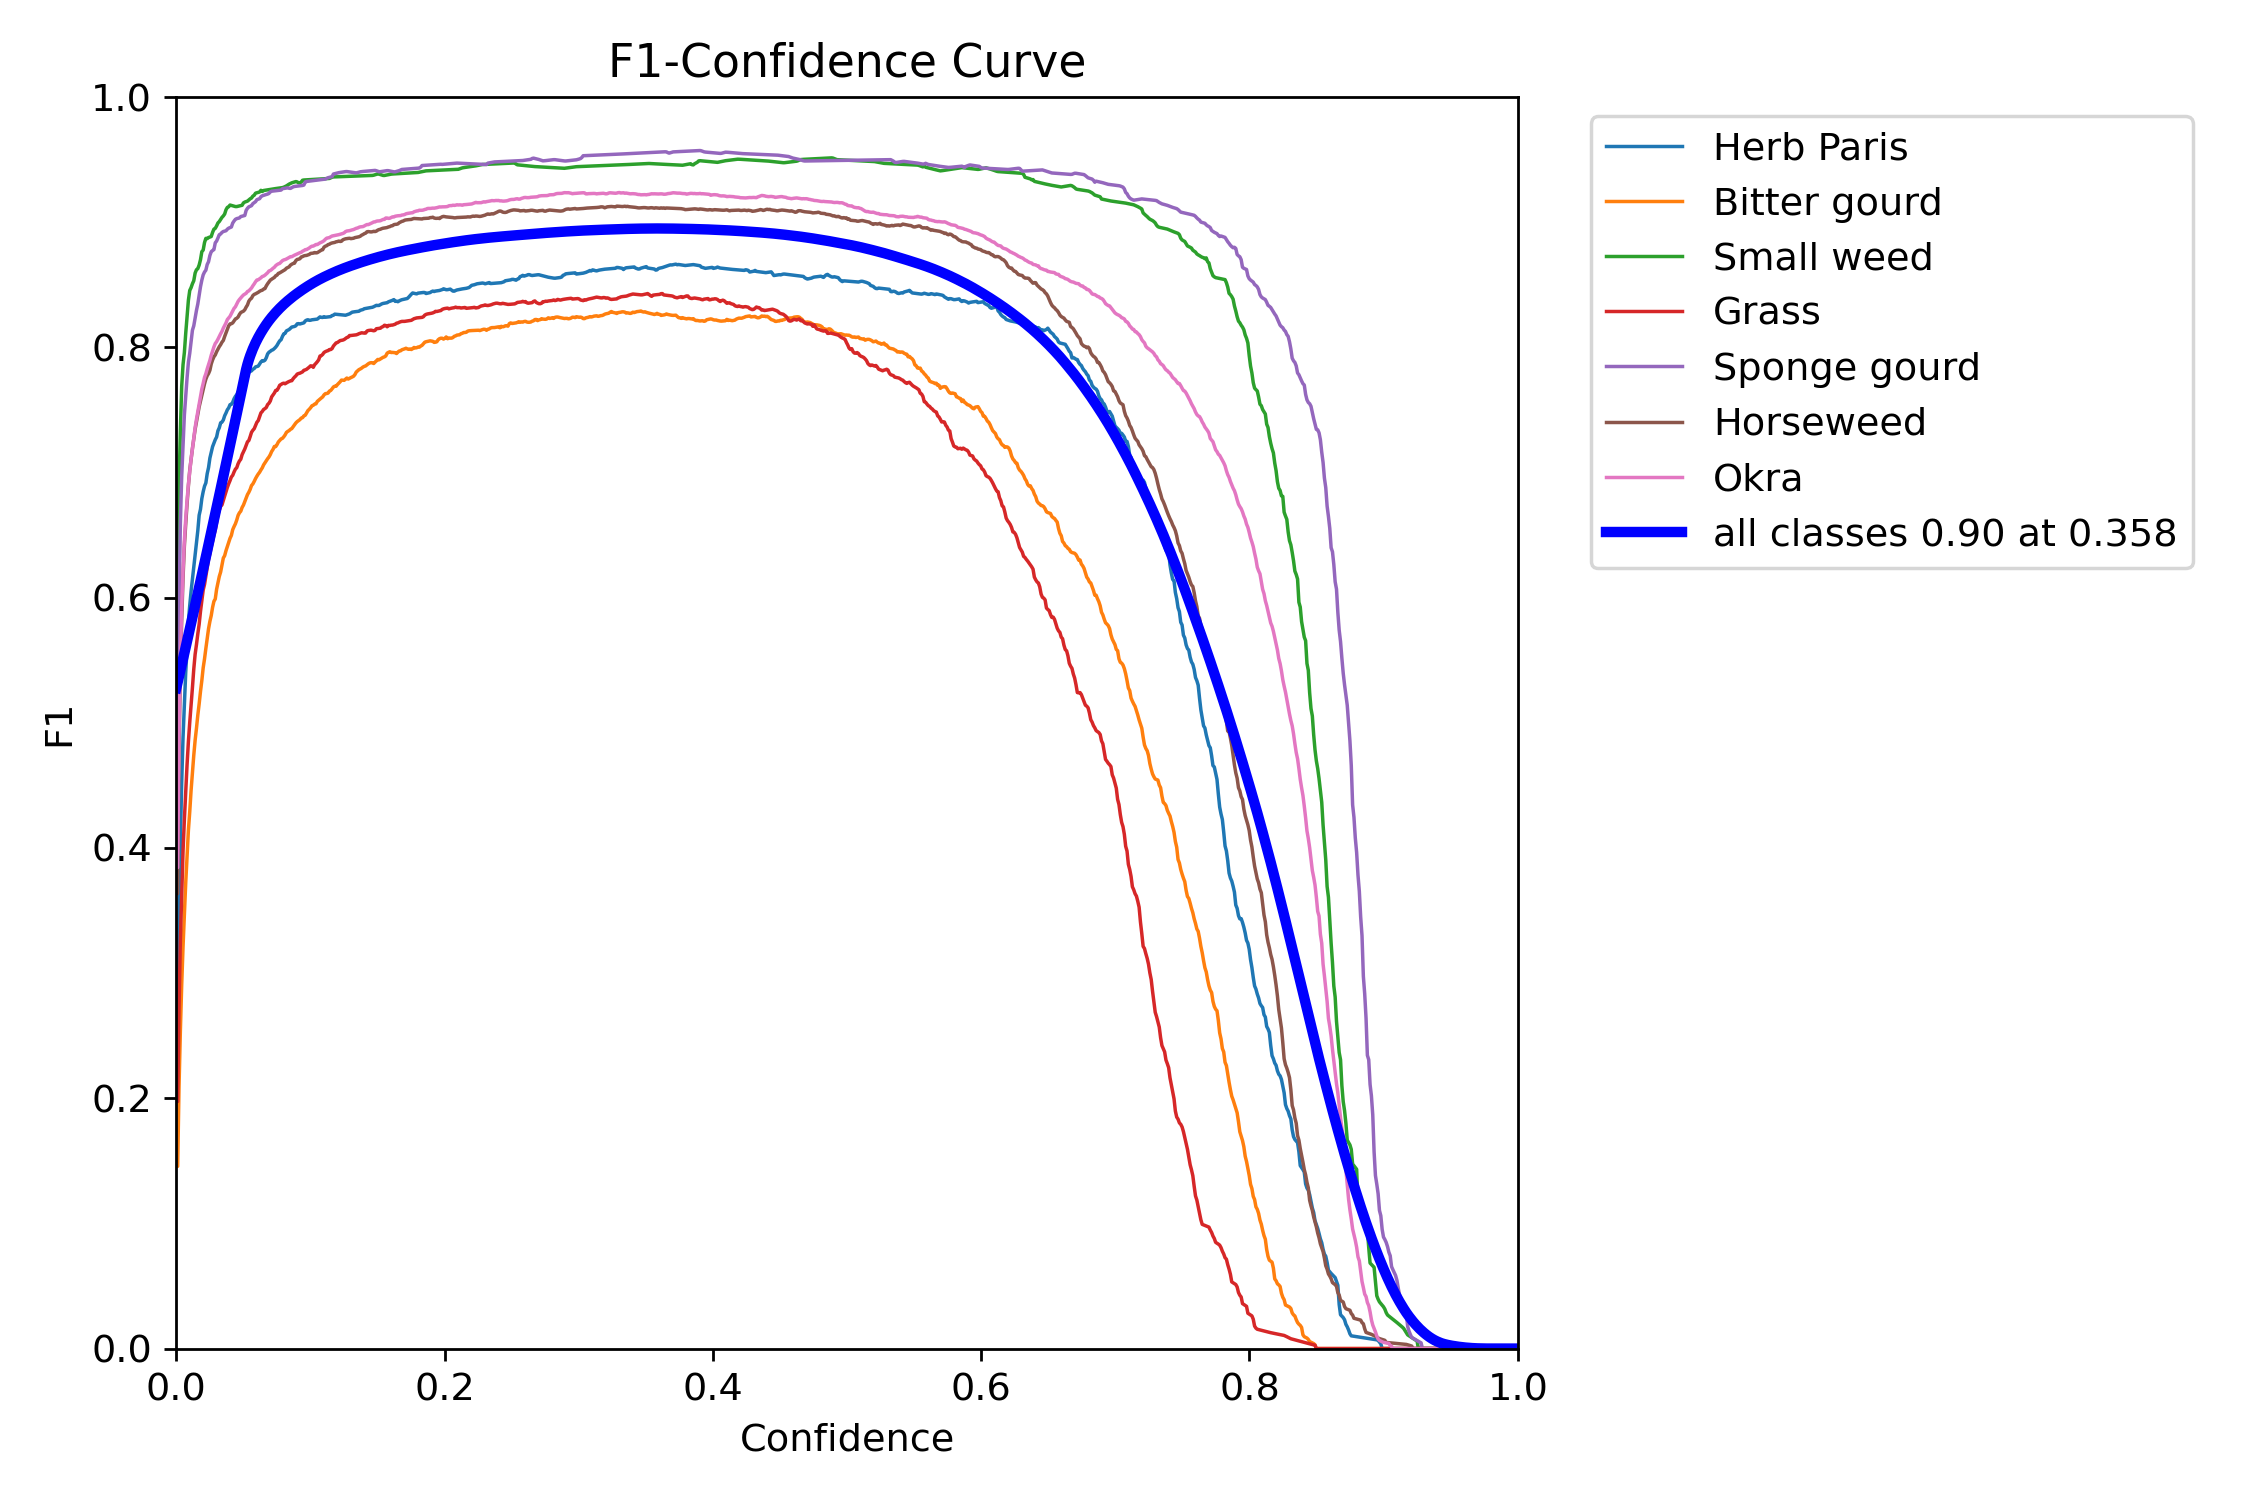 F1-Confidence Curve
1.0
0.8
0.6
0.4
0.2
0.0
F1
0.0 0.2 0.4 0.6 0.8 1.0
Confidence
Herb Paris
Bitter gourd
Small weed
Grass
Sponge gourd
Horseweed
Okra
all classes 0.90 at 0.358